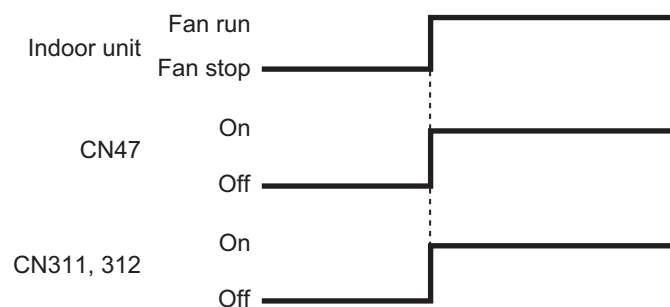 Fan run
Indoor unit
Fan stop
On
CN47
Off
On
CN311, 312
Off